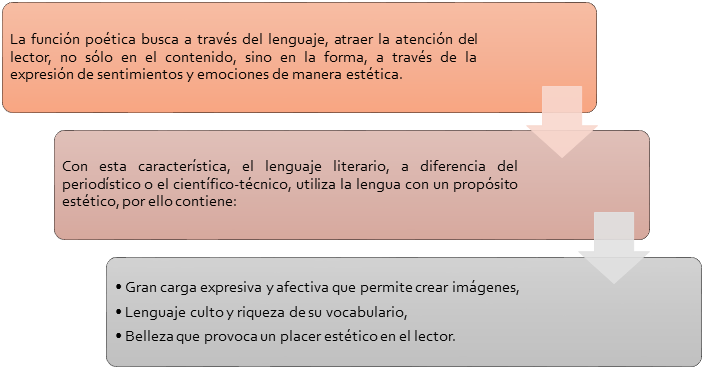 La función poética busca a través del lenguaje, atraer la atención del
lector, no sólo en el contenido, sino en la forma, a través de la
expresión de sentimientos y emociones de manera estética.
Con esta característica, el lenguaje literario, a diferencia del
periodístico o el científico-técnico, utiliza la lengua con un propósito
estético, por ello contiene:
• Gran carga expresiva y afectiva que permite crear imágenes,
• Lenguaje culto y riqueza de su vocabulario,
• Belleza que provoca un placer estético en el lector.